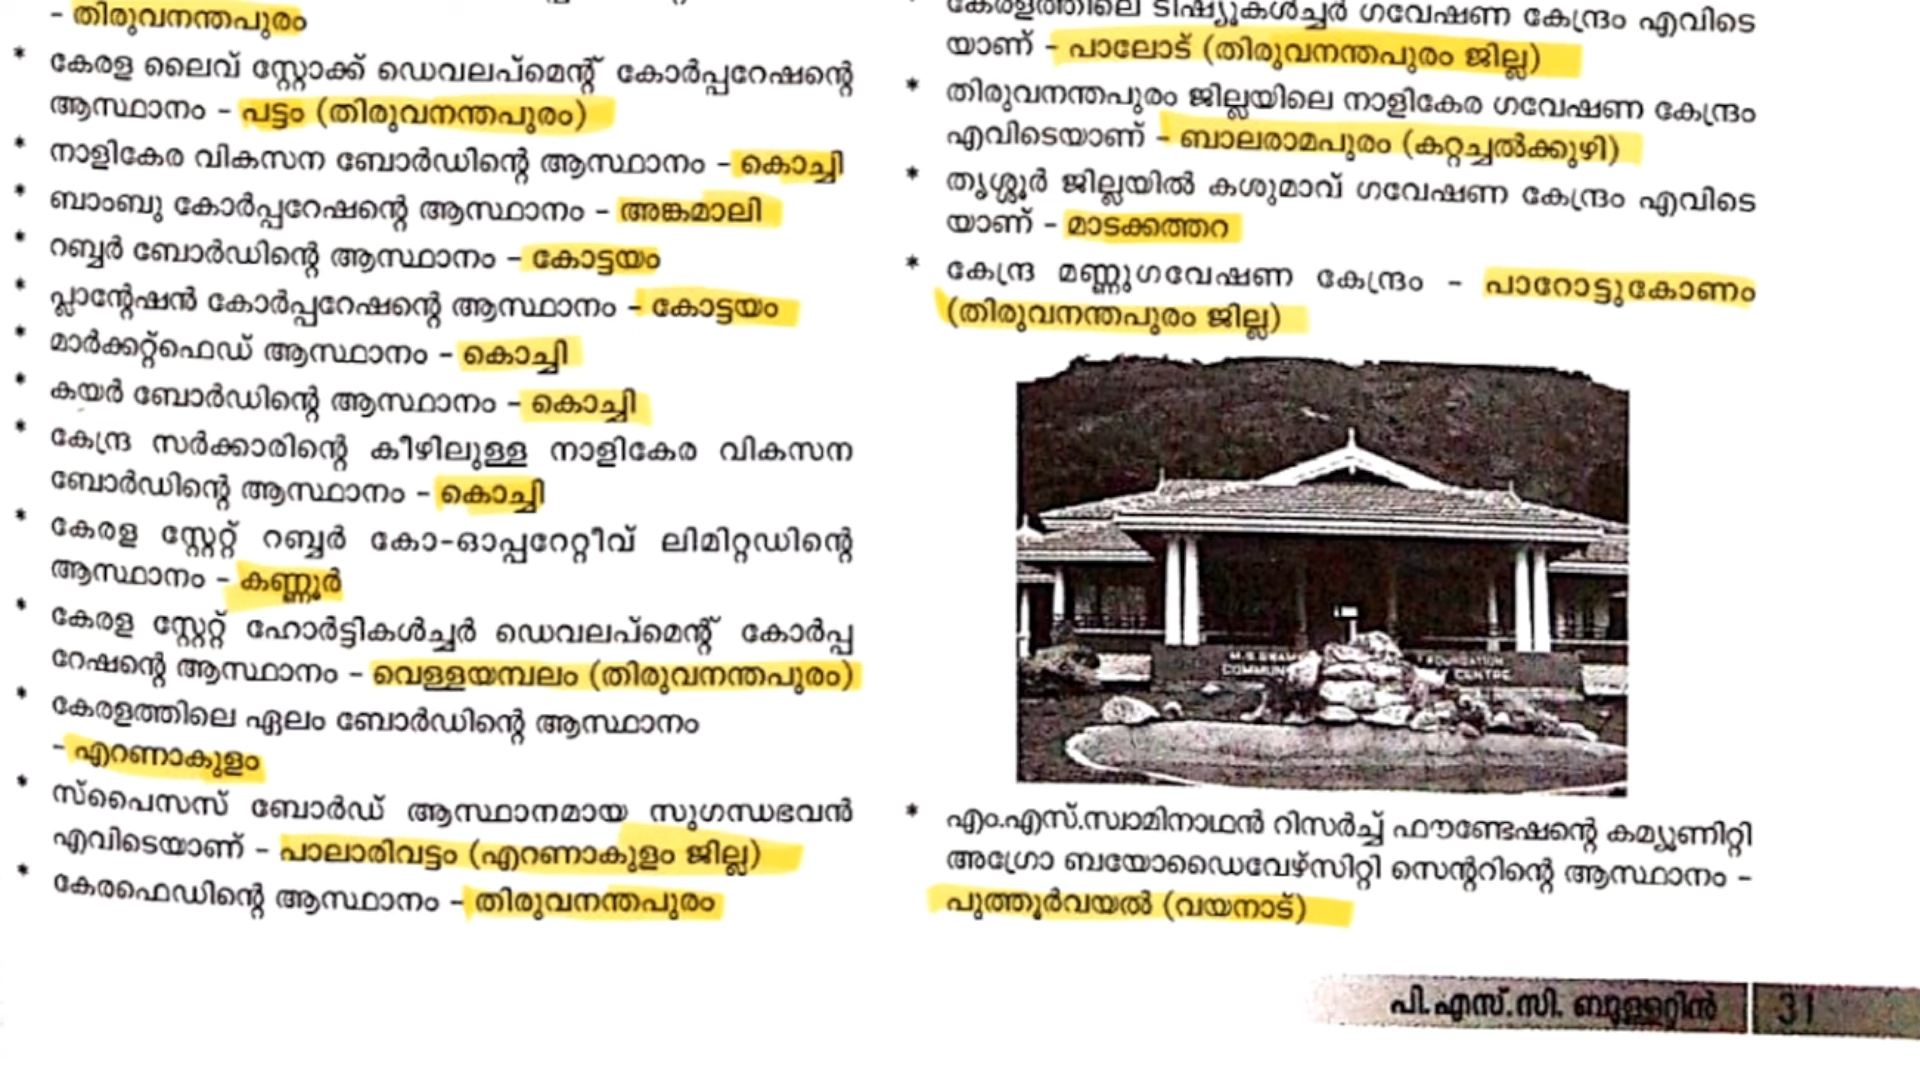 - തിരുവനന്തപുരം
* കേരള ലൈവ് സ്റ്റോക്ക് ഡെവലപ്മെന്റ് കോർപ്പറേഷന്റെ
ആസ്ഥാനം - പട്ടം (തിരുവനന്തപുരം)
* നാളികേര വികസന ബോർഡിന്റെ ആസ്ഥാനം - കൊച്ചി
* ബാംബു കോർപ്പറേഷന്റെ ആസ്ഥാനം - അങ്കമാലി
* റബ്ബർ ബോർഡിന്റെ ആസ്ഥാനം - കോട്ടയം
* പ്ലാന്റേഷൻ കോർപ്പറേഷന്റെ ആസ്ഥാനം - കോട്ടയം
* മാർക്കറ്റ്ഫെഡ് ആസ്ഥാനം - കൊച്ചി
* കയർ ബോർഡിന്റെ ആസ്ഥാനം - കൊച്ചി
* കേന്ദ്ര സർക്കാരിന്റെ കീഴിലുള്ള നാളികേര വികസന
ബോർഡിന്റെ ആസ്ഥാനം - കൊച്ചി
* കേരള സ്റ്റേറ്റ് റബ്ബർ കോ-ഓപ്പറേറ്റീവ് ലിമിറ്റഡിന്റെ
ആസ്ഥാനം - കണ്ണൂർ
* കേരള സ്റ്റേറ്റ് ഹോർട്ടികൾച്ചർ ഡെവലപ്മെന്റ് കോർപ്പ
റേഷന്റെ ആസ്ഥാനം - വെള്ളയമ്പലം (തിരുവനന്തപുരം)
* കേരളത്തിലെ ഏലം ബോർഡിന്റെ ആസ്ഥാനം
- എറണാകുളം
* സ്പൈസസ് ബോർഡ് ആസ്ഥാനമായ സുഗന്ധഭവൻ
എവിടെയാണ് - പാലാരിവട്ടം (എറണാകുളം ജില്ല)
* കേരഫെഡിന്റെ ആസ്ഥാനം - തിരുവനന്തപുരം
കേരളത്തിലെ ടിഷ്യൂകൾച്ചർ ഗവേഷണ കേന്ദ്രം എവിടെ
യാണ് - പാലോട് (തിരുവനന്തപുരം ജില്ല)
* തിരുവനന്തപുരം ജില്ലയിലെ നാളികേര ഗവേഷണ കേന്ദ്രം
എവിടെയാണ് - ബാലരാമപുരം (കറ്റച്ചൽക്കുഴി)
* തൃശ്ശൂർ ജില്ലയിൽ കശുമാവ് ഗവേഷണ കേന്ദ്രം എവിടെ
യാണ് - മാടക്കത്തറ
* കേന്ദ്ര മണ്ണുഗവേഷണ കേന്ദ്രം - പാറോട്ടുകോണം
(തിരുവനന്തപുരം ജില്ല)
FOUNDATION
CENTRE
* എം.എസ്.സ്വാമിനാഥൻ റിസർച്ച് ഫൗണ്ടേഷന്റെ കമ്യൂണിറ്റി
അഗ്രോ ബയോഡൈവേഴ്സിറ്റി സെന്ററിന്റെ ആസ്ഥാനം -
പുത്തൂർവയൽ (വയനാട്)
പി.എസ്.സി. ബുള്ളറ്റിൻ 31